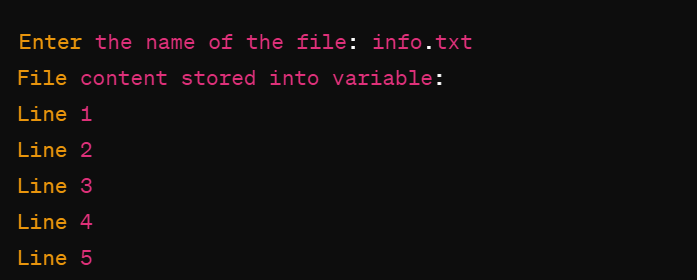 Enter the name of the file: info.txt
File content stored into variable:
Line 1
Line 2
Line 3
Line 4
Line 5